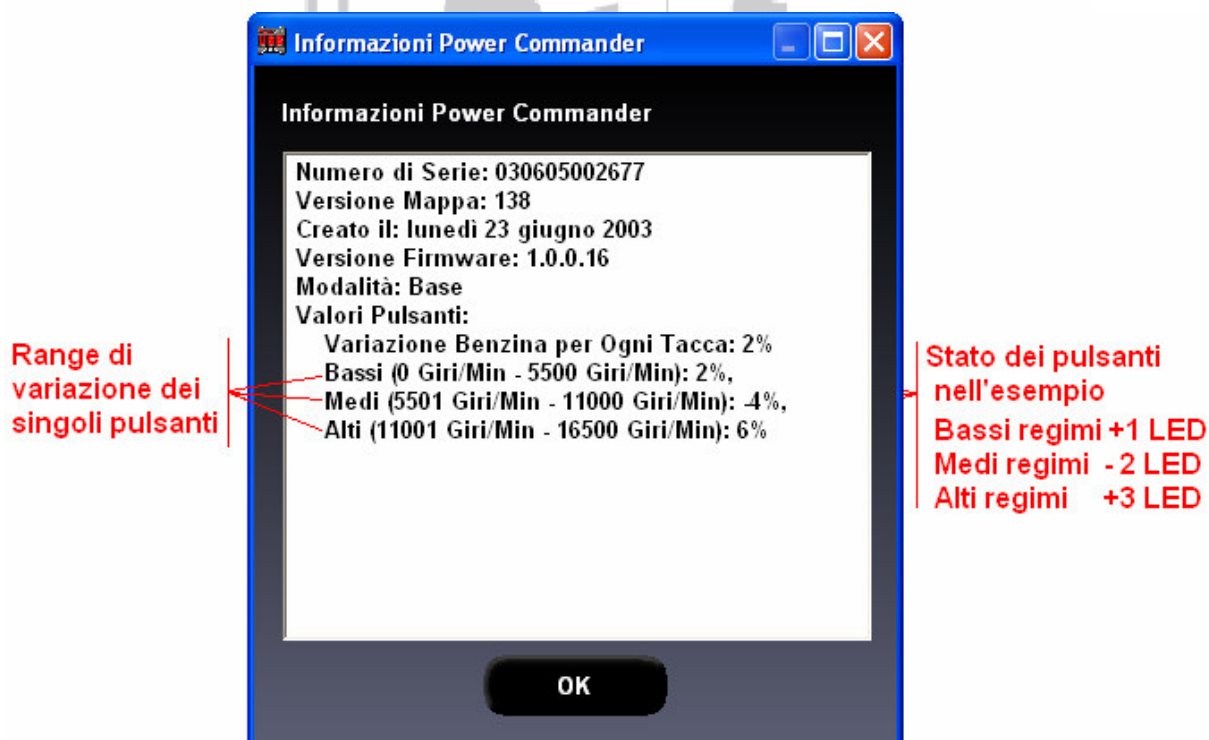 Informazioni Power Commander
Informazioni Power Commander
Numero di Serie: 030605002677
Versione Mappa: 138
Creato il: lunedì 23 giugno 2003
Versione Firmware: 1.0.0.16
Modalità: Base
Valori Pulsanti:
Variazione Benzina per Ogni Tacca: 2%
Bassi (0 Giri/Min - 5500 Giri/Min): 2%,
Medi (5501 Giri/Min - 11000 Giri/Min): -4%,
Alti (11001 Giri/Min - 16500 Giri/Min): 6%
OK
Range di
variazione dei
singoli pulsanti
Stato dei pulsanti
nell'esempio
Bassi regimi +1 LED
Medi regimi - 2 LED
Alti regimi +3 LED